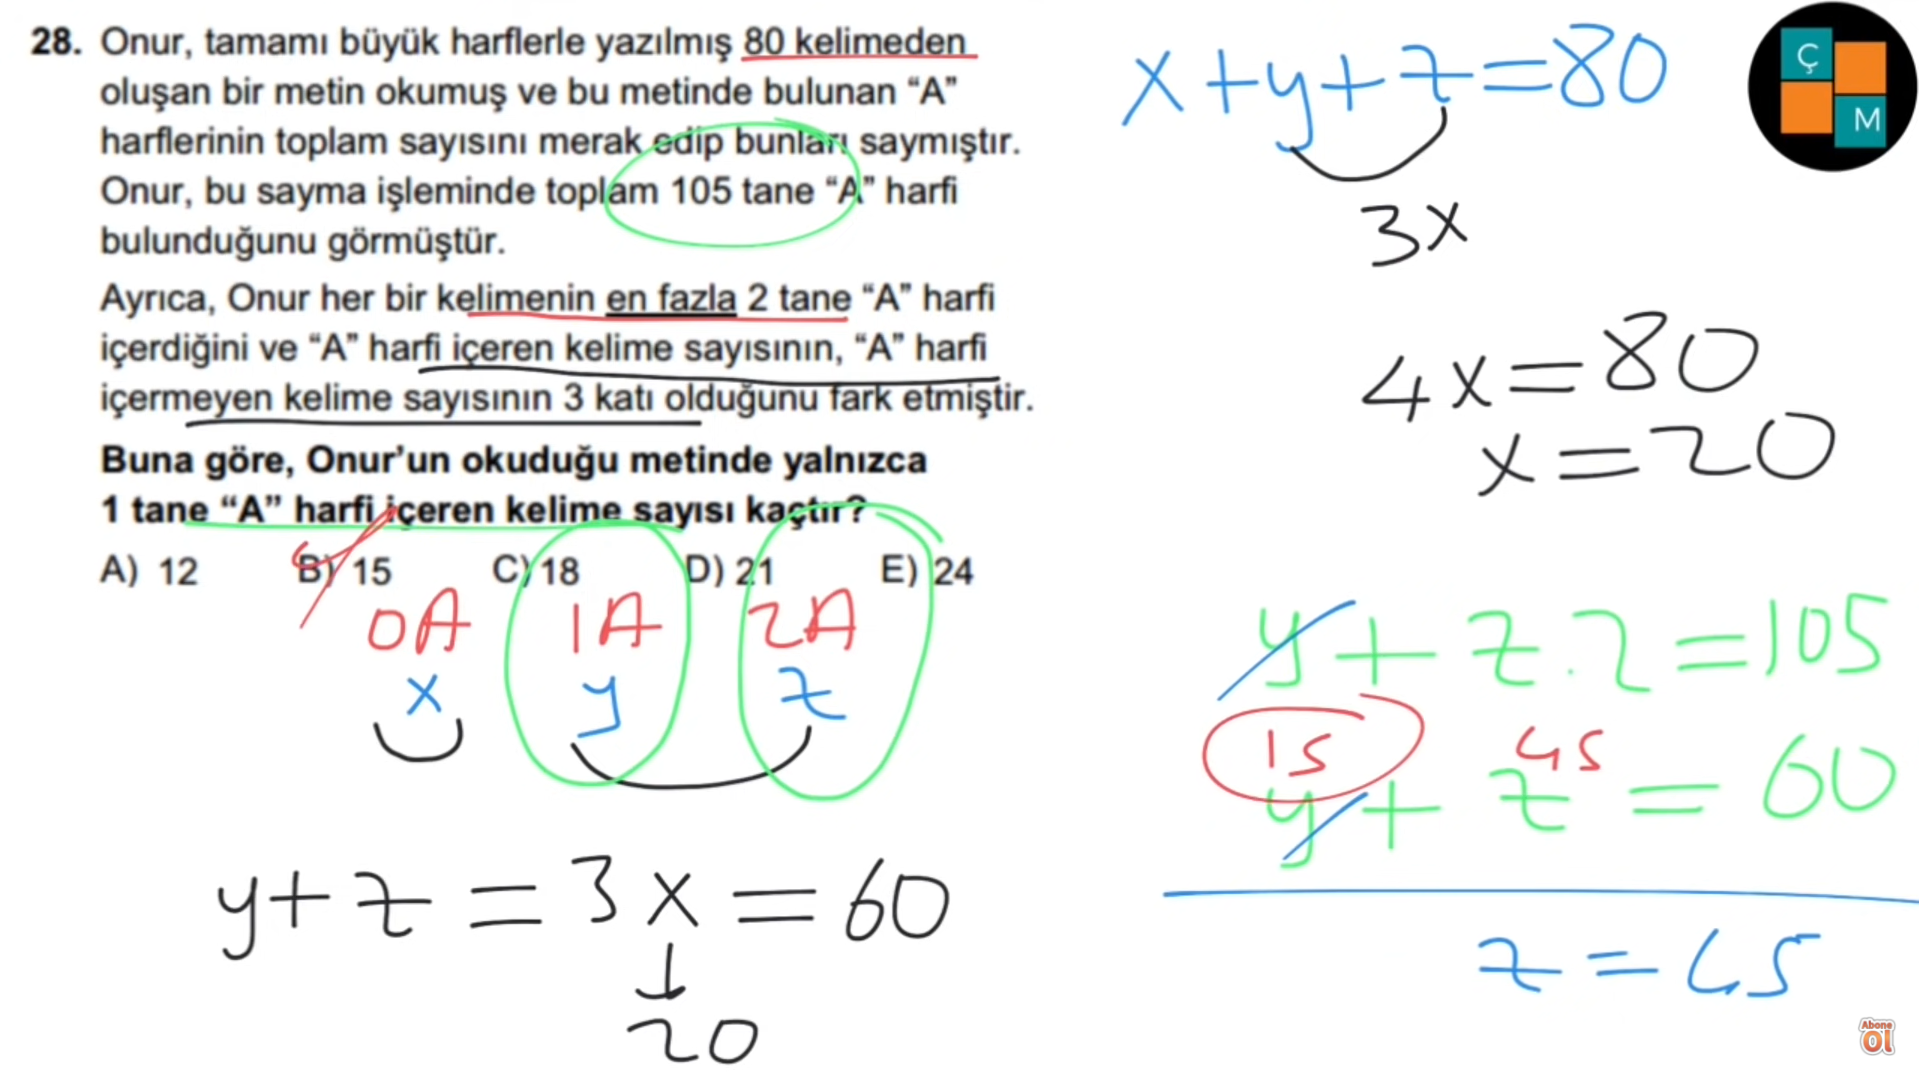 28. Onur, tamamı büyük harflerle yazılmış 80 kelimeden
oluşan bir metin okumuş ve bu metinde bulunan “A”
harflerinin toplam sayısını merak edip bunları saymıştır.
Onur, bu sayma işleminde toplam 105 tane “A” harfi
bulunduğunu görmüştür.
Ayrıca, Onur her bir kelimenin en fazla 2 tane “A” harfi
içerdiğini ve “A” harfi içeren kelime sayısının, “A” harfi
içermeyen kelime sayısının 3 katı olduğunu fark etmiştir.
Buna göre, Onur’un okuduğu metinde yalnızca
1 tane “A” harfi içeren kelime sayısı kaçtır?
A) 12 B) 15 C) 18 D) 21 E) 24
0A 1A 2A
x y z
y+z=3x=60
20
x+y+z=80
3x
4x=80
x=20
y+z.2=105
15 45
y+z=60
z=45
Ç
M
Abone
Ol